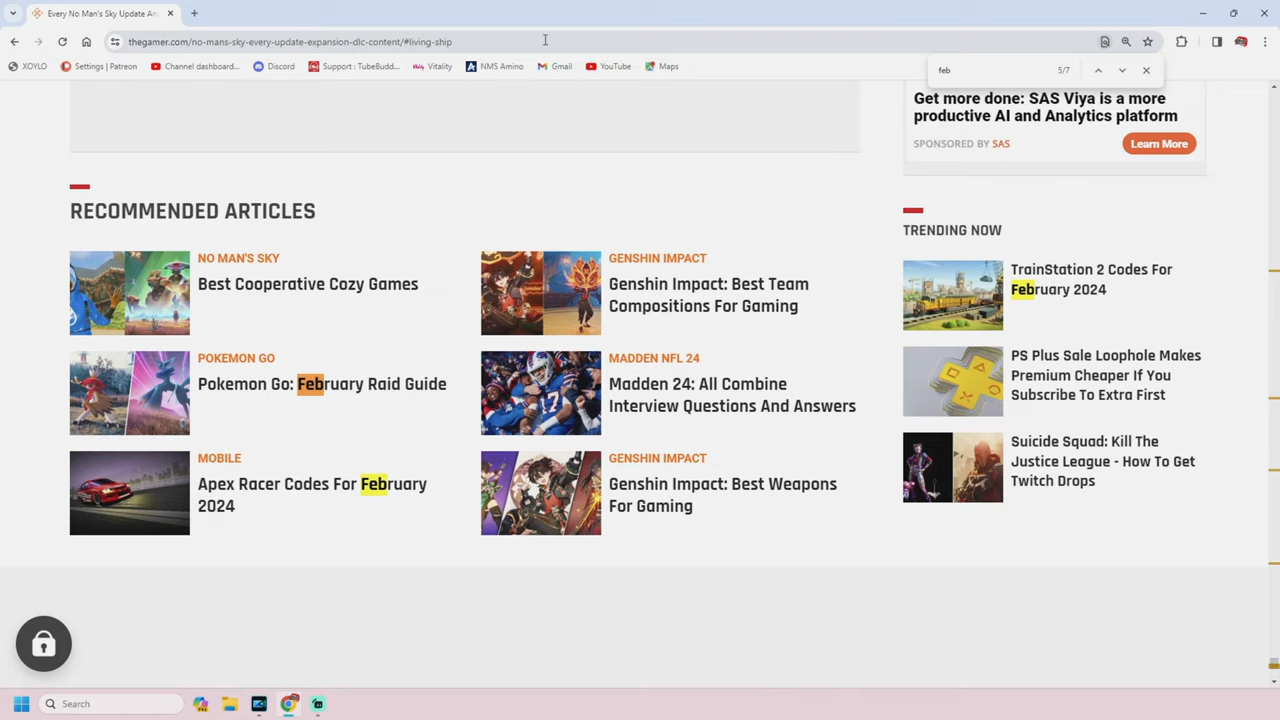 Every No Man's Sky Update An
thegamer.com/no-mans-sky-every-update-expansion-dlc-content/#living-ship
XOYLO
Settings | Patreon
Channel dashboard...
Discord
Support : TubeBudd...
Vitality
NMS Amino
Gmail
YouTube
Maps
feb
5/7
Get more done: SAS Viya is a more
productive AI and Analytics platform
SPONSORED BY SAS
Learn More
RECOMMENDED ARTICLES
NO MAN'S SKY
Best Cooperative Cozy Games
GENSHIN IMPACT
Genshin Impact: Best Team
Compositions For Gaming
POKEMON GO
Pokemon Go: February Raid Guide
MADDEN NFL 24
Madden 24: All Combine
Interview Questions And Answers
MOBILE
Apex Racer Codes For February
2024
GENSHIN IMPACT
Genshin Impact: Best Weapons
For Gaming
TRENDING NOW
TrainStation 2 Codes For
February 2024
PS Plus Sale Loophole Makes
Premium Cheaper If You
Subscribe To Extra First
Suicide Squad: Kill The
Justice League - How To Get
Twitch Drops
Search